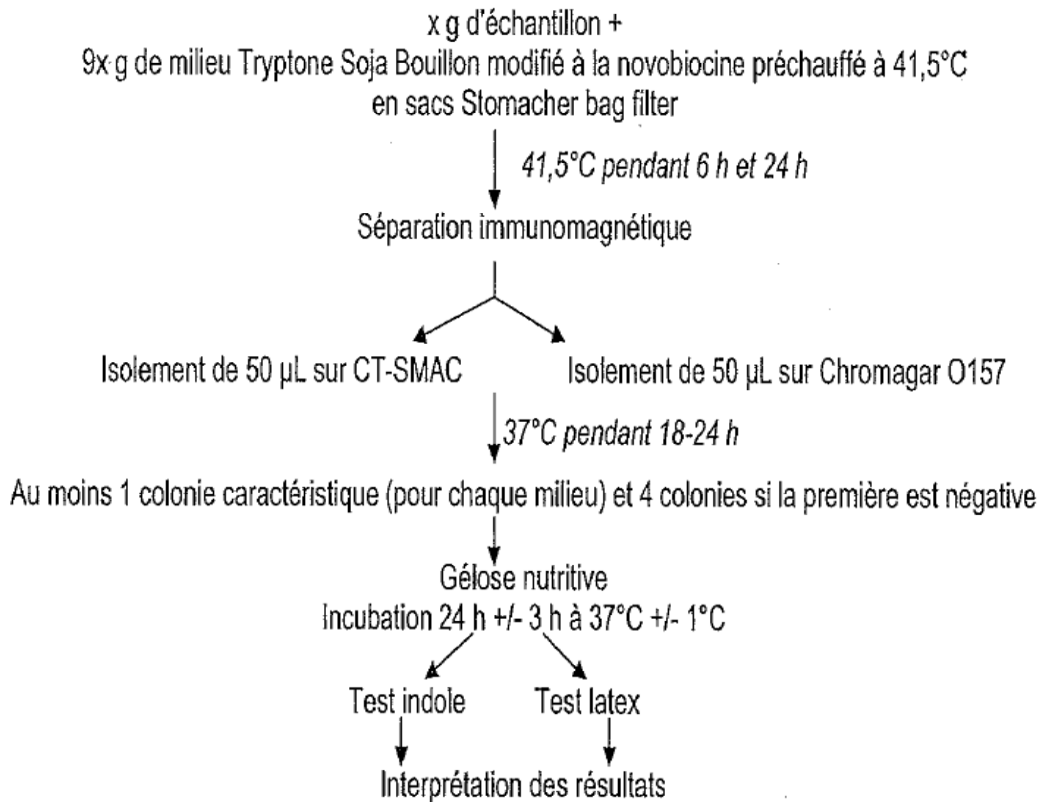 x g d'échantillon +
9x g de milieu Tryptone Soja Bouillon modifié à la novobiocine préchauffé à 41,5°C
en sacs Stomacher bag filter
41,5°C pendant 6 h et 24 h
Séparation immunomagnétique
Isolement de 50 µL sur CT-SMAC
Isolement de 50 µL sur Chromagar O157
37°C pendant 18-24 h
Au moins 1 colonie caractéristique (pour chaque milieu) et 4 colonies si la première est négative
Gélose nutritive
Incubation 24 h +/- 3 h à 37°C +/- 1°C
Test indole
Test latex
Interprétation des résultats